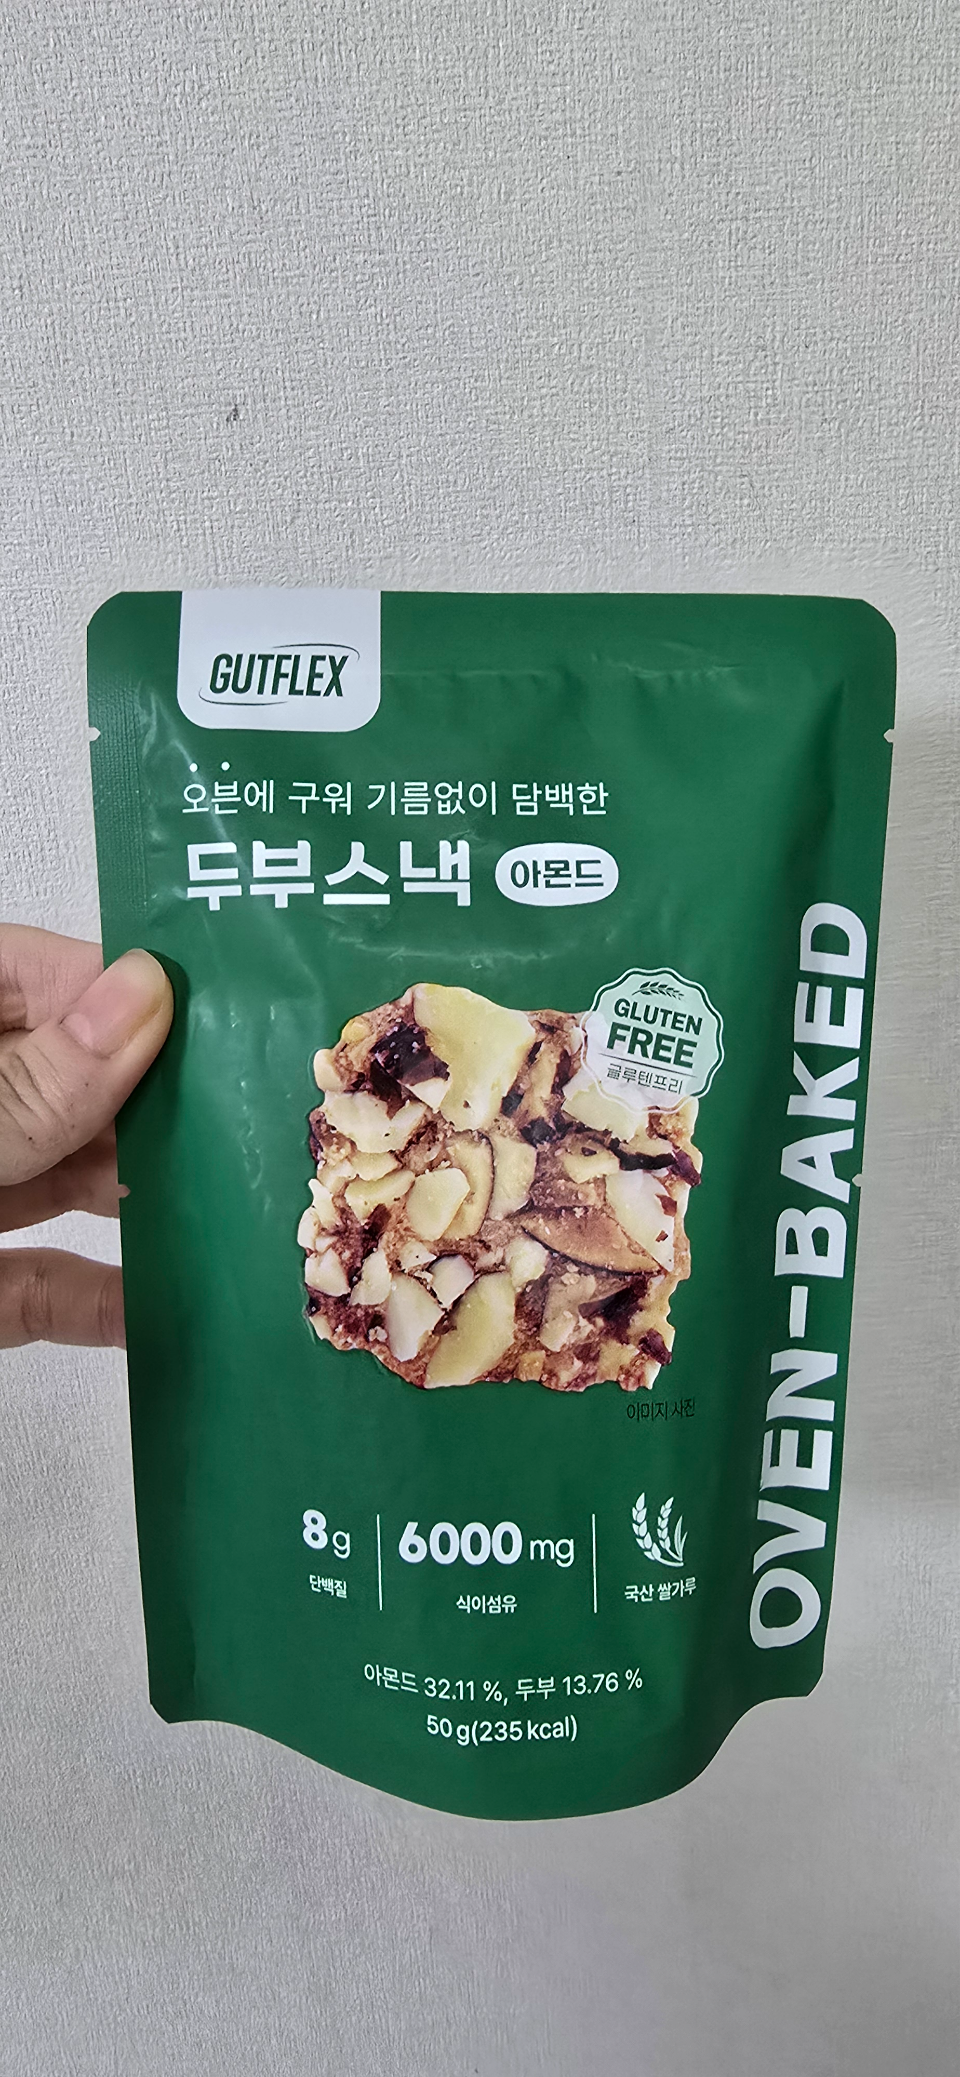 GUTFLEX
오븐에 구워 기름없이 담백한
두부스낵 아몬드
GLUTEN
FREE
글루텐프리
이미지 사진
OVEN-BAKED
8g
단백질
6000mg
식이섬유
국산 쌀가루
아몬드 32.11 %, 두부 13.76 %
50g(235kcal)